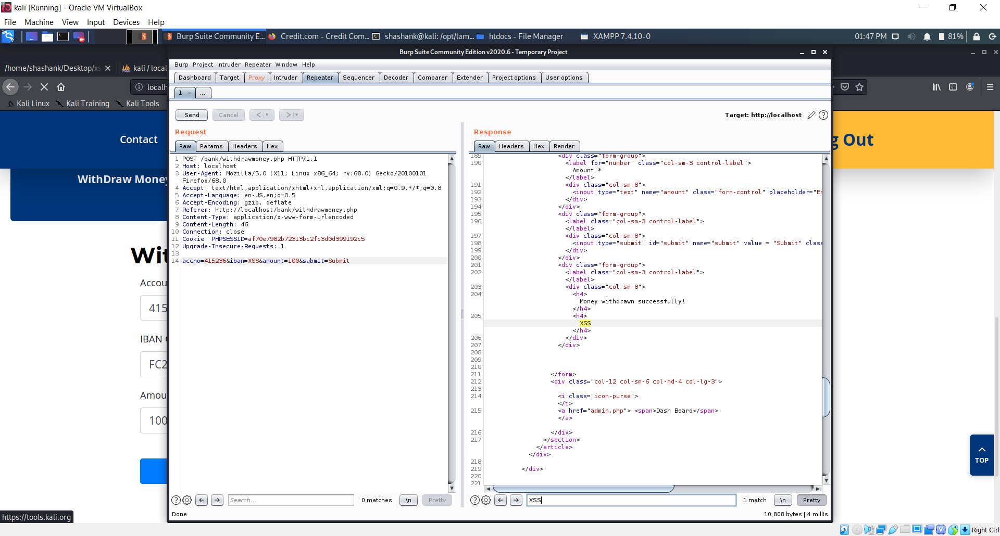 kali [Running] - Oracle VM VirtualBox
File Machine View Input Devices Help
Burp Suite Community E... Credit.com - Credit Com... shashank@kali: /opt/lam... htdocs - File Manager XAMPP 7.4.10-0 01:47 PM 81%
Burp Suite Community Edition v2020.6 - Temporary Project
/home/shashank/Desktop/xs kali / local
Burp Project Intruder Repeater Window Help
Dashboard Target Proxy Intruder Repeater Sequencer Decoder Comparer Extender Project options User options
localh
1 × ...
Kali Linux Kali Training Kali Tools
Send Cancel < > Target: http://localhost
Request
Response
Contact
g Out
Raw Params Headers Hex
Raw Headers Hex Render
WithDraw Money
Wit
Accou
415
IBAN
FC2
Amou
100
1 POST /bank/withdrawmoney.php HTTP/1.1
2 Host: localhost
3 User-Agent: Mozilla/5.0 (X11; Linux x86_64; rv:68.0) Gecko/20100101
Firefox/68.0
4 Accept: text/html,application/xhtml+xml,application/xml;q=0.9,*/*;q=0.8
5 Accept-Language: en-US,en;q=0.5
6 Accept-Encoding: gzip, deflate
7 Referer: http://localhost/bank/withdrawmoney.php
8 Content-Type: application/x-www-form-urlencoded
9 Content-Length: 46
10 Connection: close
11 Cookie: PHPSESSID=af70e7982b72313bc2fc3d0d399192c5
12 Upgrade-Insecure-Requests: 1
13
14 accno=415236&iban=XSS&amount=100&submit=Submit
189 <div class="form-group">
190 <label for="number" class="col-sm-3 control-label">
Amount *
</label>
191 <div class="col-sm-8">
192 <input type="text" name="amount" class="form-control" placeholder="En
193 </div>
194 </div>
195 <div class="form-group">
196 <label class="col-sm-3 control-label">
</label>
197 <div class="col-sm-8">
198 <input type="submit" id="submit" name="submit" value = "Submit" class
199 </div>
200 </div>
201 <div class="form-group">
202 <label class="col-sm-3 control-label">
</label>
203 <div class="col-sm-8">
204 <h4>
Money withdrawn successfully!
</h4>
205 <h4>
XSS
</h4>
206 </div>
207 </div>
208
209
210
211 </form>
212 <div class="col-12 col-sm-6 col-md-4 col-lg-3">
213
214 <i class="icon-purse">
</i>
215 <a href="admin.php"> <span>Dash Board</span>
</a>
216 </div>
217 </section>
</article>
</div>
218
219 </div>
220
221
TOP
Search... 0 matches \n Pretty
XSS 1 match \n Pretty
Done
10,808 bytes | 4 millis
https://tools.kali.org
Right Ctrl